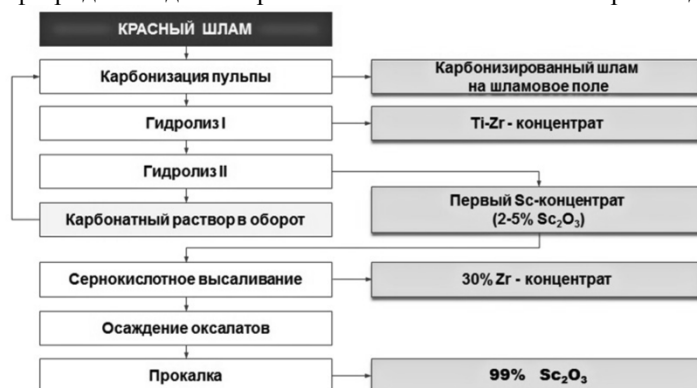 КРАСНЫЙ ШЛАМ
Карбонизация пульпы
Карбонизированный шлам
на шламовое поле
Гидролиз I
Ti-Zr - концентрат
Гидролиз II
Первый Sc-концентрат
(2-5% Sc₂O₃)
Карбонатный раствор в оборот
Сернокислотное высаливание
30% Zr - концентрат
Осаждение оксалатов
Прокалка
99% Sc₂O₃